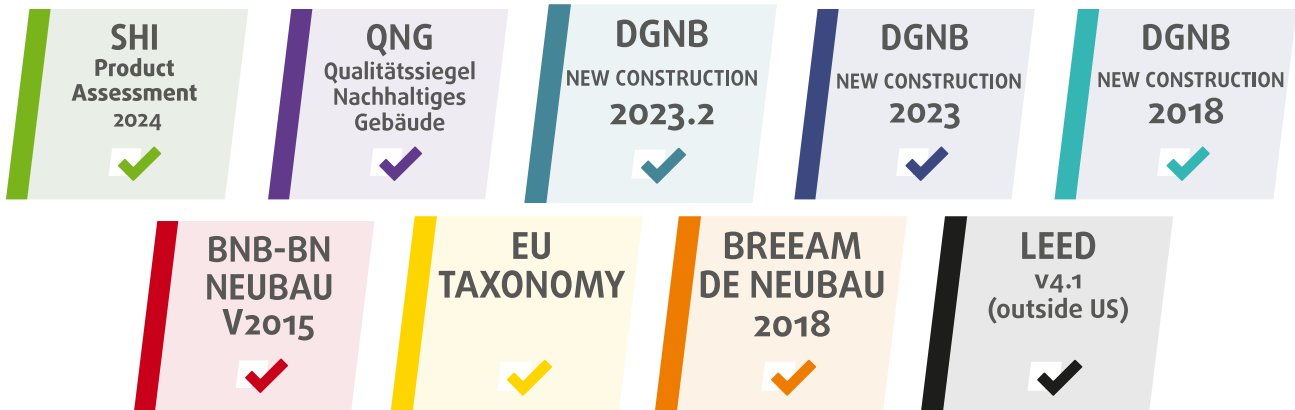 SHI
Product
Assessment
2024
QNG
Qualitätssiegel
Nachhaltiges
Gebäude
DGNB
NEW CONSTRUCTION
2023.2
DGNB
NEW CONSTRUCTION
2023
DGNB
NEW CONSTRUCTION
2018
BNB-BN
NEUBAU
V2015
EU
TAXONOMY
BREEAM
DE NEUBAU
2018
LEED
v4.1
(outside US)